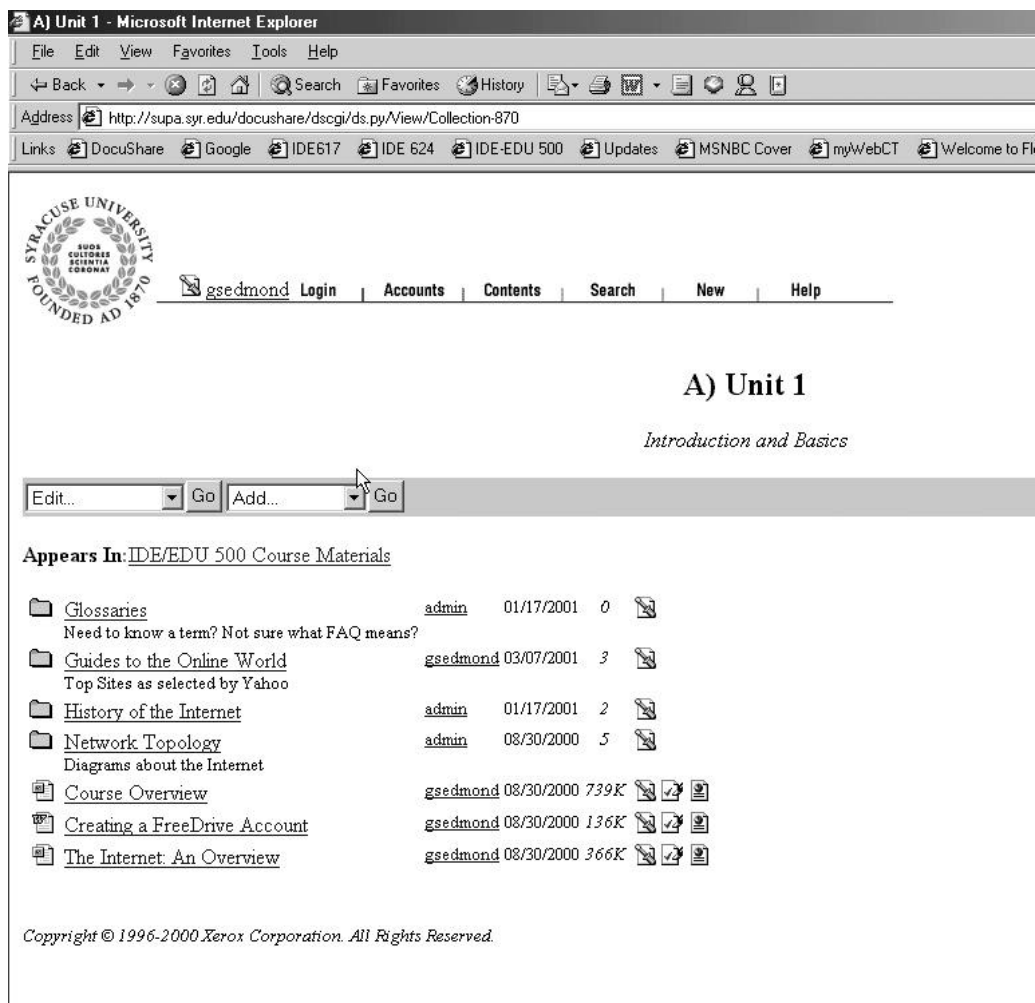 A) Unit 1 - Microsoft Internet Explorer
File Edit View Favorites Tools Help
Back Search Favorites History
Address http://supa.syr.edu/docushare/dscgi/ds.py/View/Collection-870
Links DocuShare Google IDE617 IDE 624 IDE-EDU 500 Updates MSNBC Cover myWebCT Welcome to Fl
SYRACUSE UNIVERSITY
SUOS
CULTORES
SCIENTIA
CORONAT
FOUNDED AD 1870
gsedmond Login | Accounts | Contents | Search | New | Help
A) Unit 1
Introduction and Basics
Edit... Go Add... Go
Appears In:IDE/EDU 500 Course Materials
Glossaries admin 01/17/2001 0
Need to know a term? Not sure what FAQ means?
Guides to the Online World gsedmond 03/07/2001 3
Top Sites as selected by Yahoo
History of the Internet admin 01/17/2001 2
Network Topology admin 08/30/2000 5
Diagrams about the Internet
Course Overview gsedmond 08/30/2000 739K
Creating a FreeDrive Account gsedmond 08/30/2000 136K
The Internet: An Overview gsedmond 08/30/2000 366K
Copyright © 1996-2000 Xerox Corporation. All Rights Reserved.